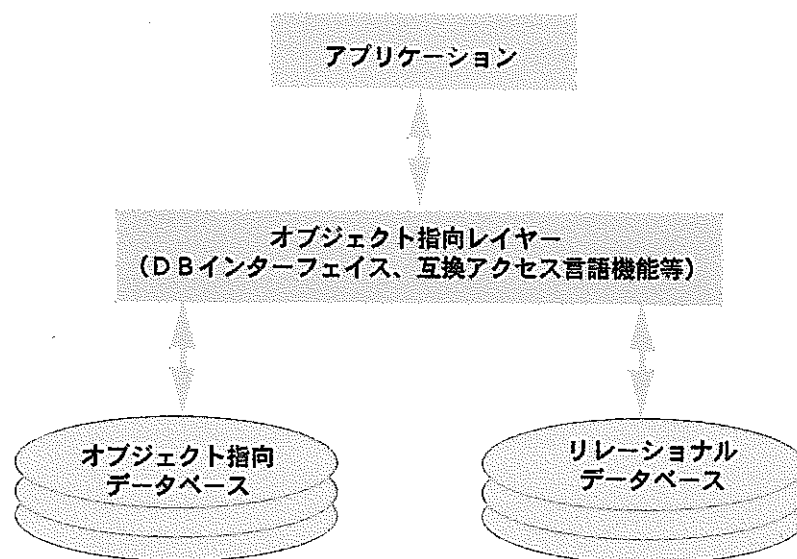 アプリケーション
オブジェクト指向レイヤー
(DBインターフェイス、互換アクセス言語機能等)
オブジェクト指向
データベース
リレーショナル
データベース